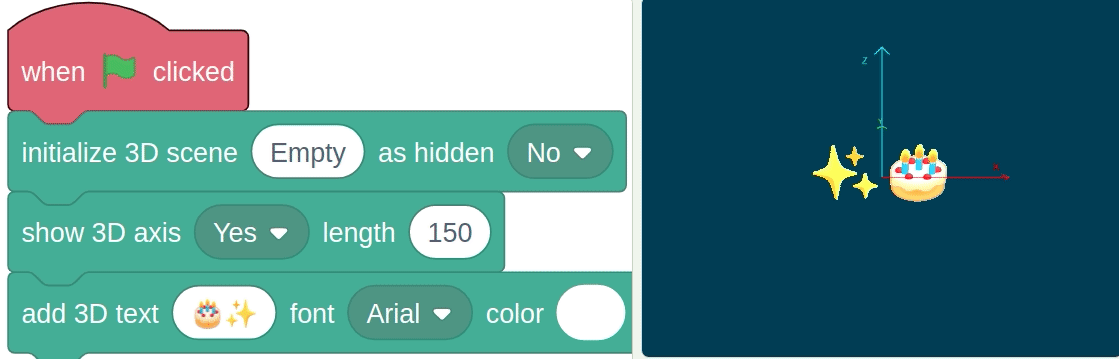 when clicked
initialize 3D scene Empty as hidden No
show 3D axis Yes length 150
add 3D text 🎂✨ font Arial color
Z
Y
X